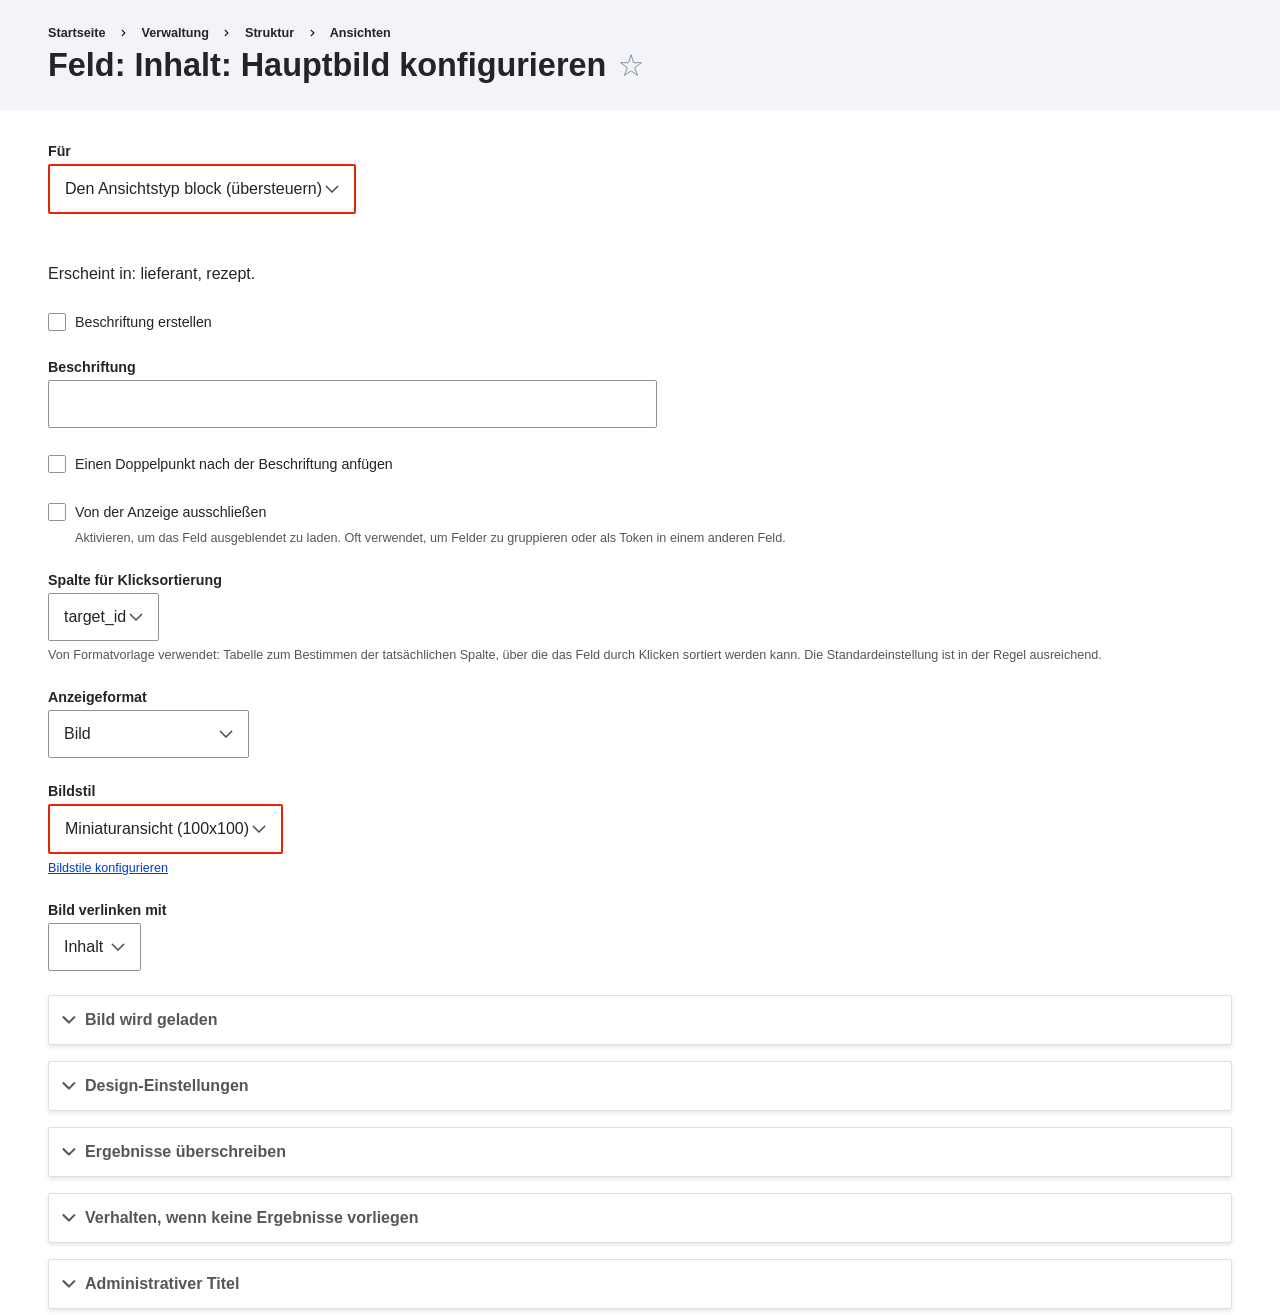 Startseite › Verwaltung › Struktur › Ansichten
Feld: Inhalt: Hauptbild konfigurieren ☆
Für
Den Ansichtstyp block (übersteuern)
Erscheint in: lieferant, rezept.
Beschriftung erstellen
Beschriftung
Einen Doppelpunkt nach der Beschriftung anfügen
Von der Anzeige ausschließen
Aktivieren, um das Feld ausgeblendet zu laden. Oft verwendet, um Felder zu gruppieren oder als Token in einem anderen Feld.
Spalte für Klicksortierung
target_id
Von Formatvorlage verwendet: Tabelle zum Bestimmen der tatsächlichen Spalte, über die das Feld durch Klicken sortiert werden kann. Die Standardeinstellung ist in der Regel ausreichend.
Anzeigeformat
Bild
Bildstil
Miniaturansicht (100x100)
Bildstile konfigurieren
Bild verlinken mit
Inhalt
Bild wird geladen
Design-Einstellungen
Ergebnisse überschreiben
Verhalten, wenn keine Ergebnisse vorliegen
Administrativer Titel